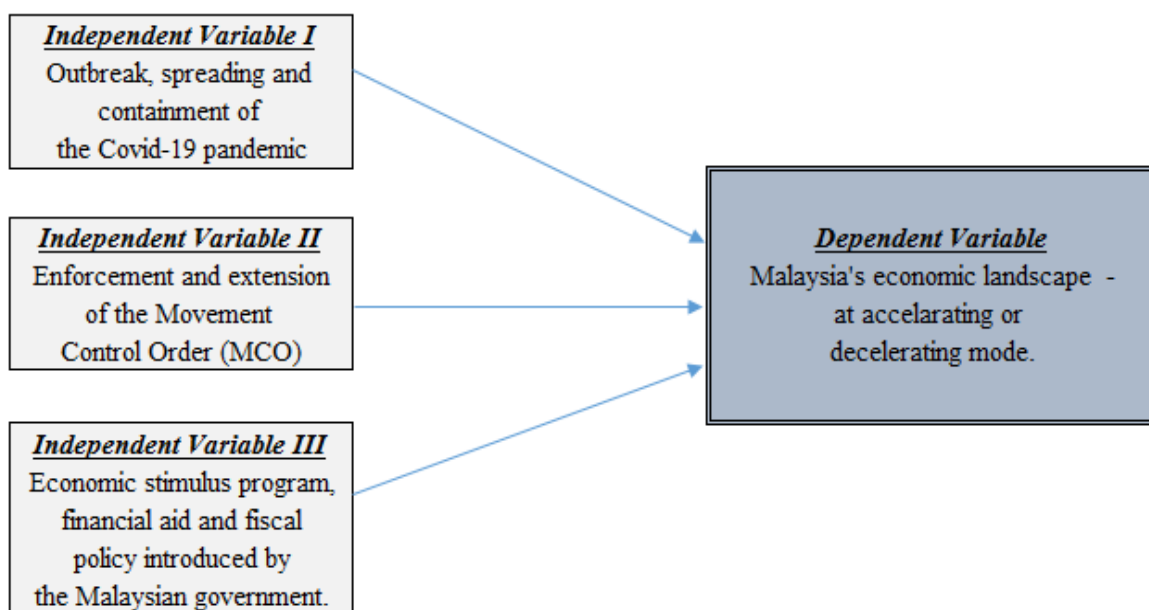 Independent Variable I
Outbreak, spreading and
containment of
the Covid-19 pandemic
Independent Variable II
Enforcement and extension
of the Movement
Control Order (MCO)
Independent Variable III
Economic stimulus program,
financial aid and fiscal
policy introduced by
the Malaysian government.
Dependent Variable
Malaysia's economic landscape -
at accelarating or
decelerating mode.